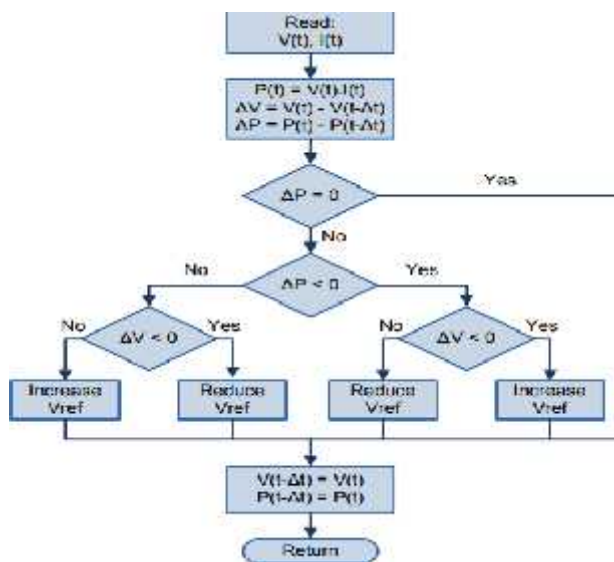 Read:
V(t), I(t)
P(t) = V(t)·I(t)
ΔV = V(t) - V(t-Δt)
ΔP = P(t) - P(t-Δt)
ΔP = 0
Yes
No
No
ΔP < 0
Yes
No
ΔV < 0
Yes
No
ΔV < 0
Yes
Increase
Vref
Reduce
Vref
Reduce
Vref
Increase
Vref
V(t-Δt) = V(t)
P(t-Δt) = P(t)
Return